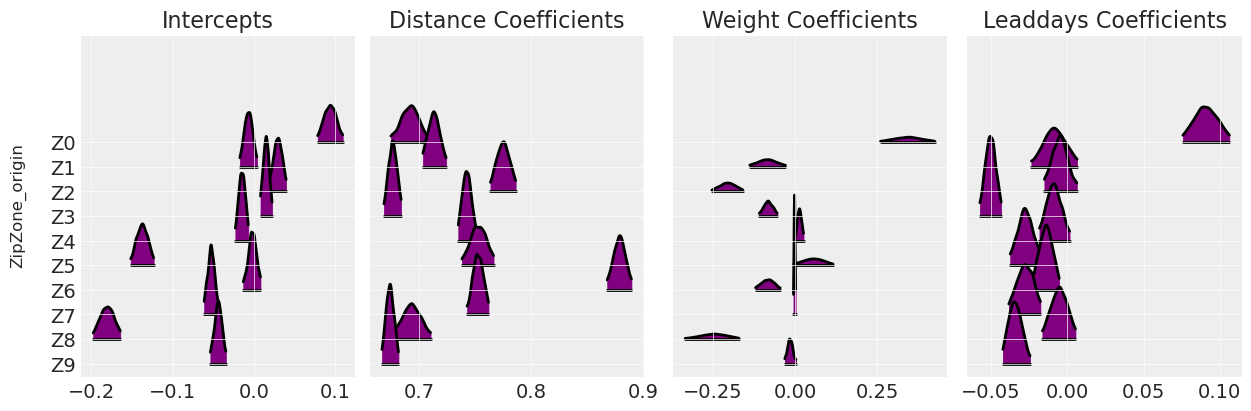 Intercepts Distance Coefficients Weight Coefficients Leaddays Coefficients
ZipZone_origin
Z0
Z1
Z2
Z3
Z4
Z5
Z6
Z7
Z8
Z9
−0.2 −0.1 0.0 0.1 0.7 0.8 0.9 −0.25 0.00 0.25 −0.05 0.00 0.05 0.10